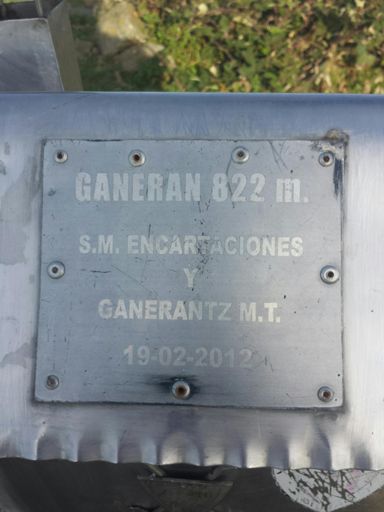 GANERAN 822 m.
S.M. ENCARTACIONES
Y
GANERANTZ M.T.
19-02-2012